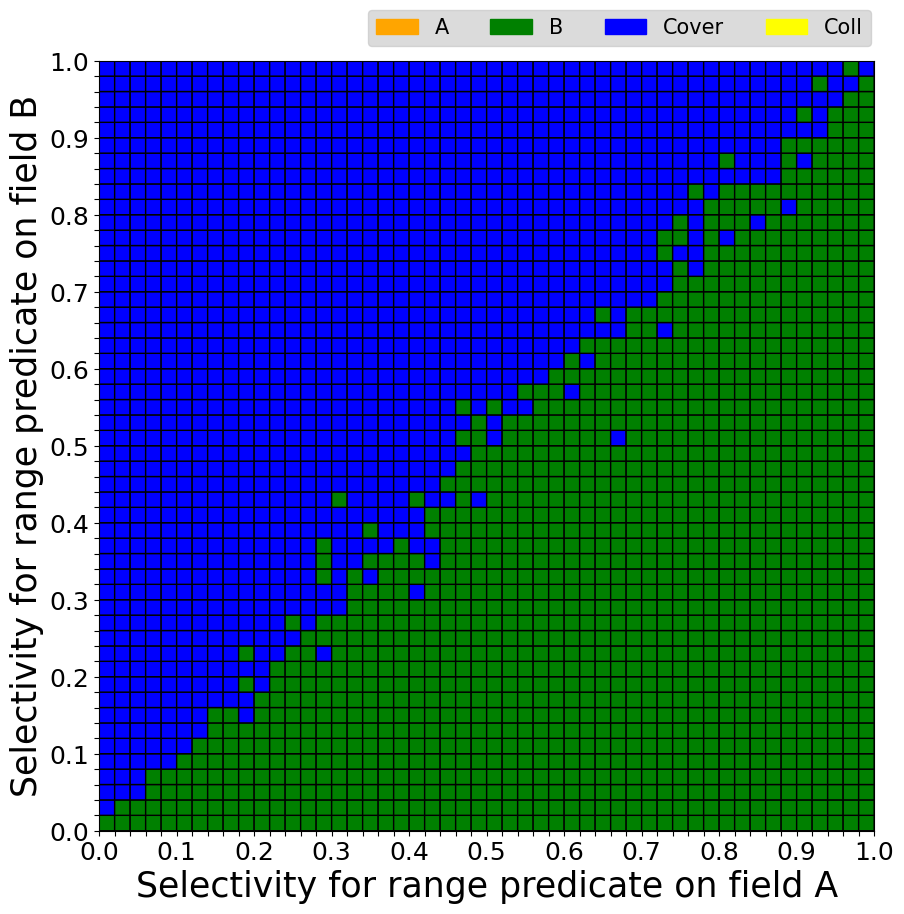 A B Cover Coll
1.0
0.9
0.8
0.7
0.6
0.5
0.4
0.3
0.2
0.1
0.0
Selectivity for range predicate on field B
0.0 0.1 0.2 0.3 0.4 0.5 0.6 0.7 0.8 0.9 1.0
Selectivity for range predicate on field A